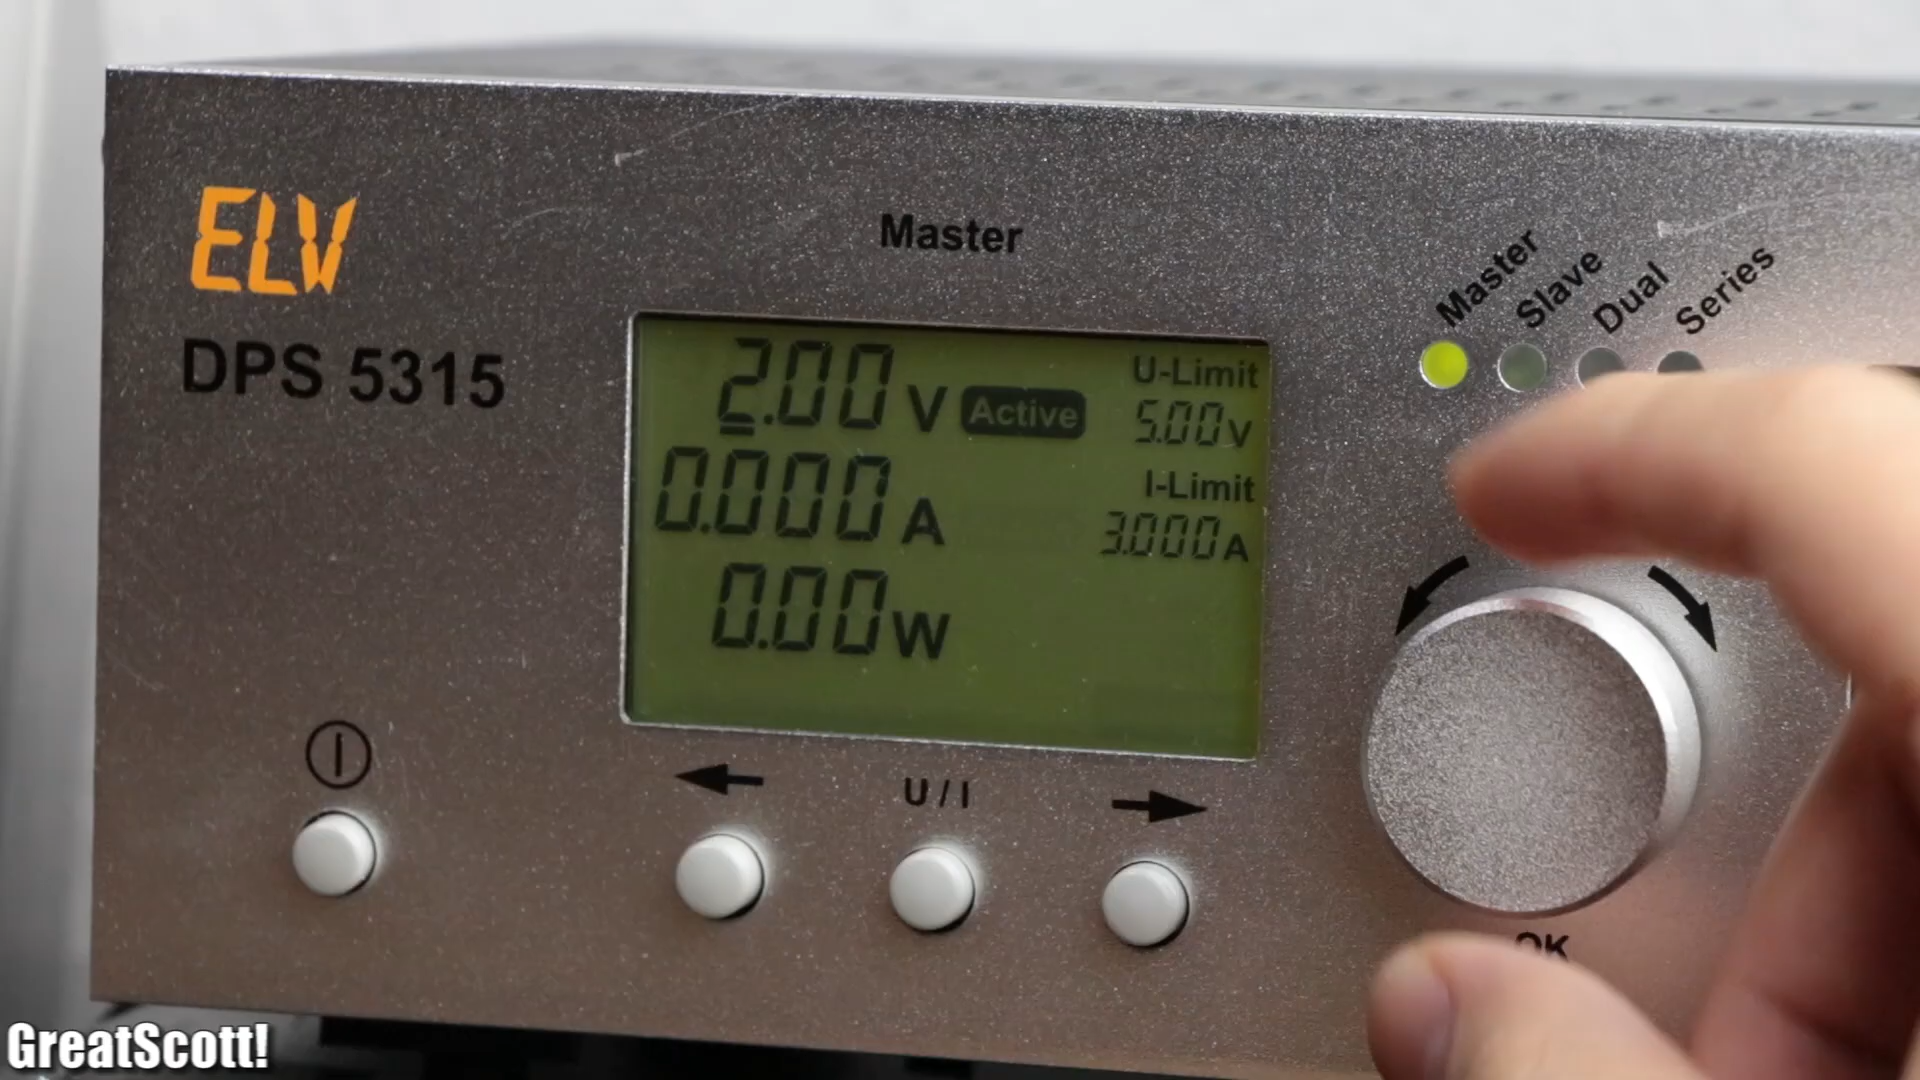 ELV
DPS 5315
Master
2.00 V Active
0.000 A
0.00 W
U-Limit
5.00 V
I-Limit
3.000 A
Master
Slave
Dual
Series
U / I
OK
GreatScott!